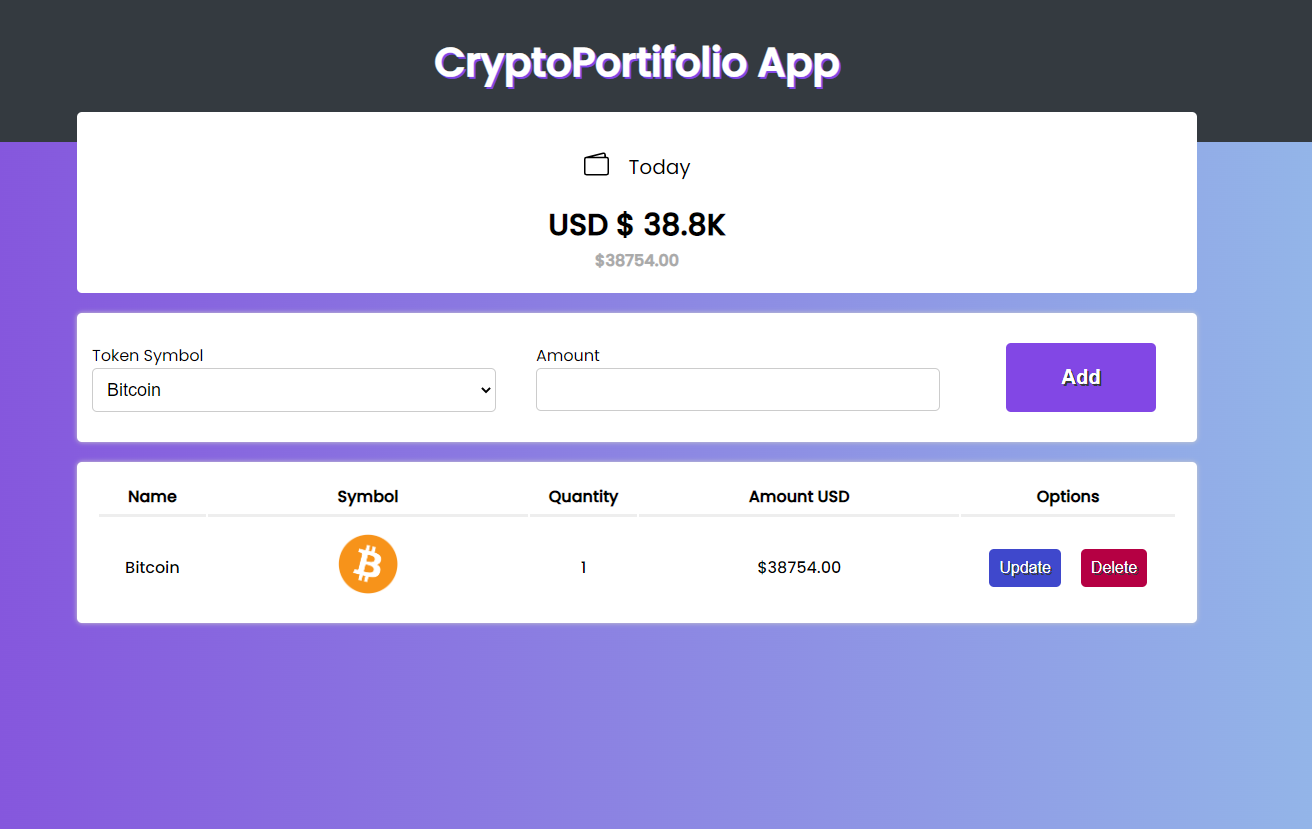 CryptoPortifolio App
Today
USD $ 38.8K
$38754.00
Token Symbol
Amount
Bitcoin
Add
Name Symbol Quantity Amount USD Options
Bitcoin 1 $38754.00 Update Delete